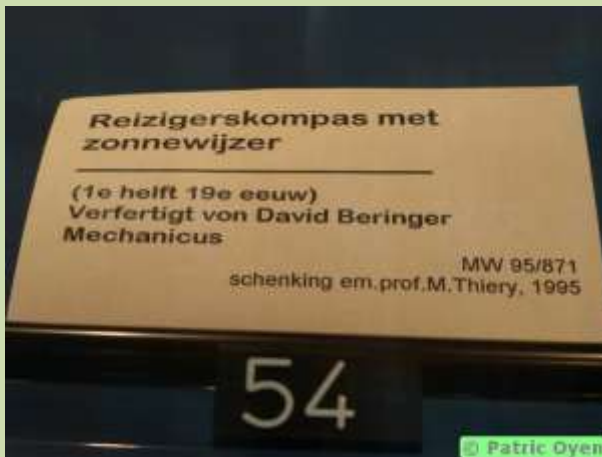 Reizigerskompas met
zonnewijzer
(1e helft 19e eeuw)
Verfertigt von David Beringer
Mechanicus
MW 95/871
schenking em.prof.M.Thiery, 1995
54
© Patric Oyen